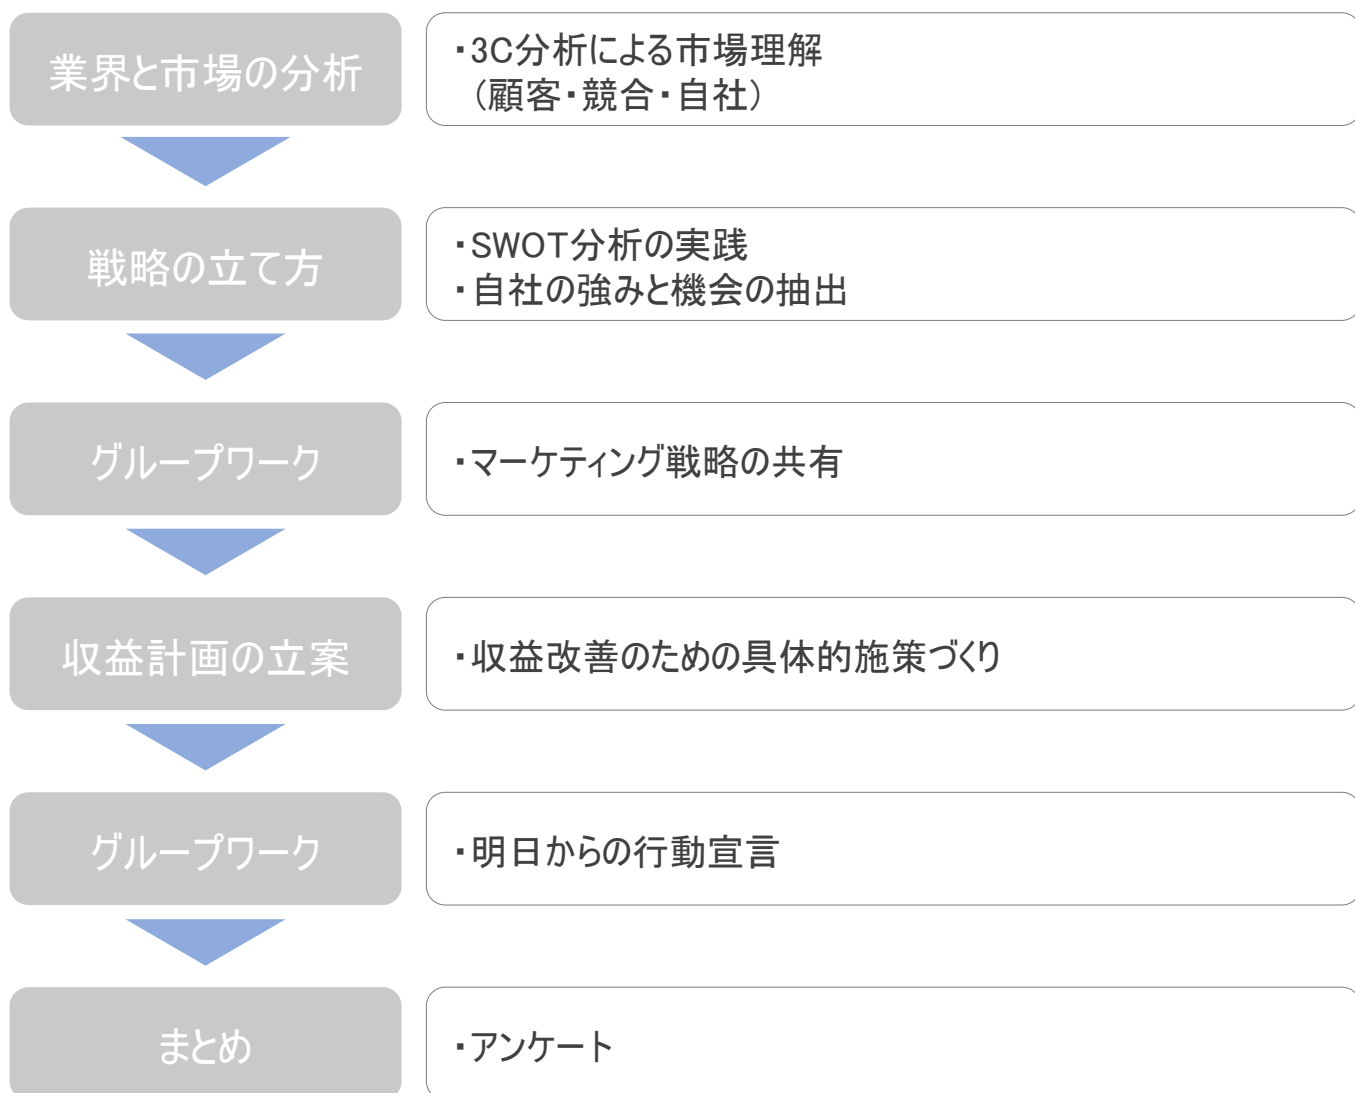 業界と市場の分析
・3C分析による市場理解
（顧客・競合・自社）
戦略の立て方
・SWOT分析の実践
・自社の強みと機会の抽出
グループワーク
・マーケティング戦略の共有
収益計画の立案
・収益改善のための具体的施策づくり
グループワーク
・明日からの行動宣言
まとめ
・アンケート